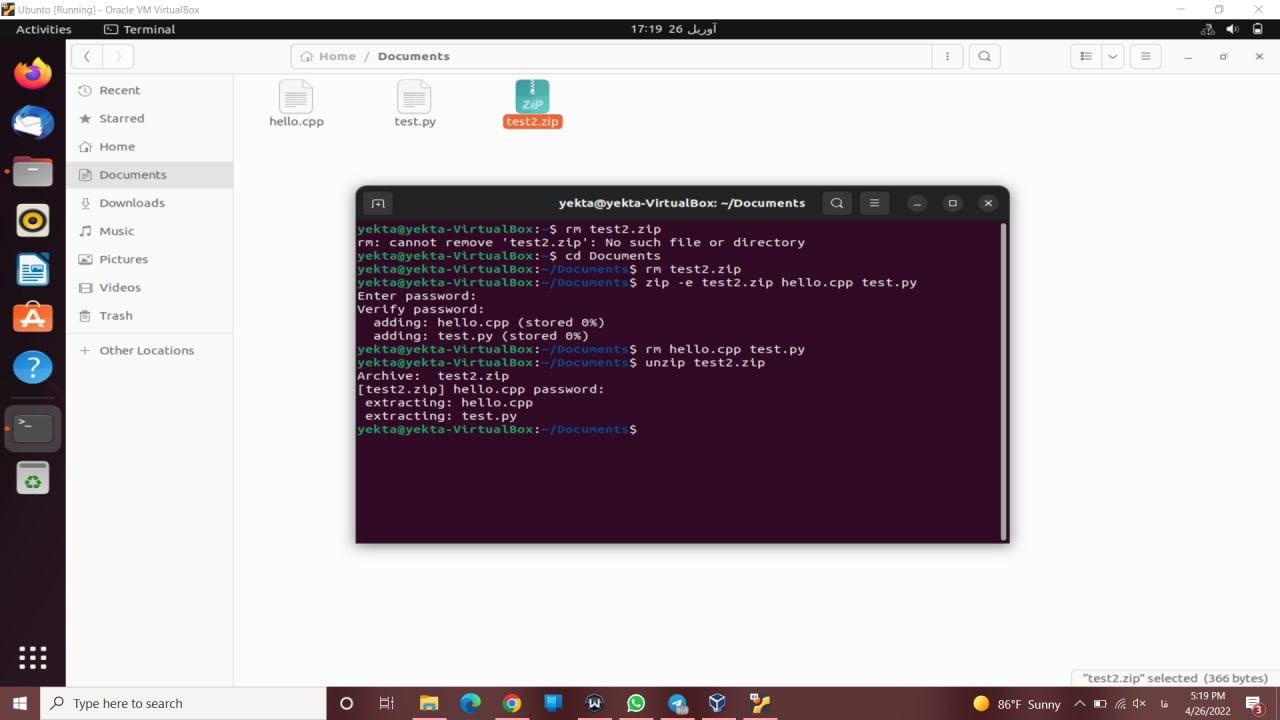 Ubunto [Running] - Oracle VM VirtualBox
Activities
Terminal
17:19 26 آوریل
Home / Documents
Recent
Starred
Home
Documents
Downloads
Music
Pictures
Videos
Trash
Other Locations
hello.cpp
test.py
ZIP
test2.zip
yekta@yekta-VirtualBox: ~/Documents
yekta@yekta-VirtualBox:~$ rm test2.zip
rm: cannot remove 'test2.zip': No such file or directory
yekta@yekta-VirtualBox:~$ cd Documents
yekta@yekta-VirtualBox:~/Documents$ rm test2.zip
yekta@yekta-VirtualBox:~/Documents$ zip -e test2.zip hello.cpp test.py
Enter password:
Verify password:
  adding: hello.cpp (stored 0%)
  adding: test.py (stored 0%)
yekta@yekta-VirtualBox:~/Documents$ rm hello.cpp test.py
yekta@yekta-VirtualBox:~/Documents$ unzip test2.zip
Archive:  test2.zip
[test2.zip] hello.cpp password:
 extracting: hello.cpp
 extracting: test.py
yekta@yekta-VirtualBox:~/Documents$
"test2.zip" selected (366 bytes)
Type here to search
86°F Sunny
فا
5:19 PM
4/26/2022
3